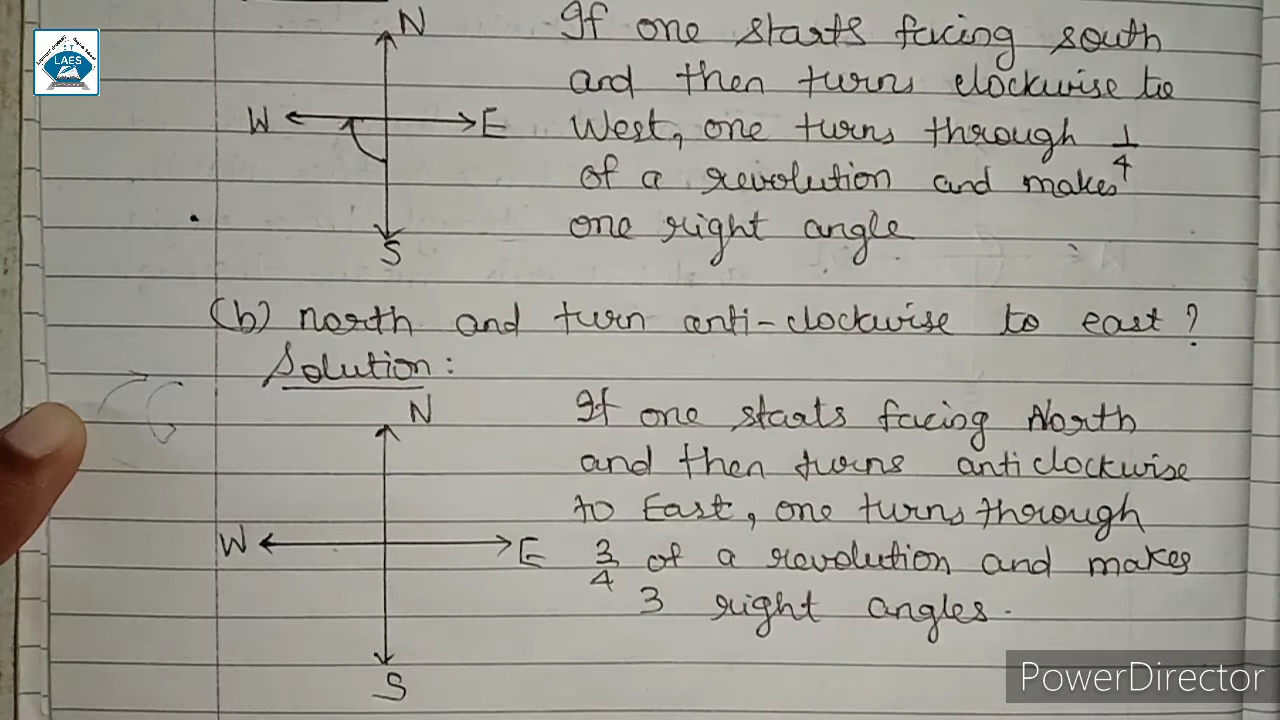 LAES
N
W
E
S
If one starts facing south
and then turns clockwise to
West, one turns through 1/4
of a revolution and makes
one right angle
(b) north and turn anti-clockwise to east?
Solution:
N
W
E
S
If one starts facing North
and then turns anticlockwise
to East, one turns through
3/4 of a revolution and makes
3 right angles.
PowerDirector